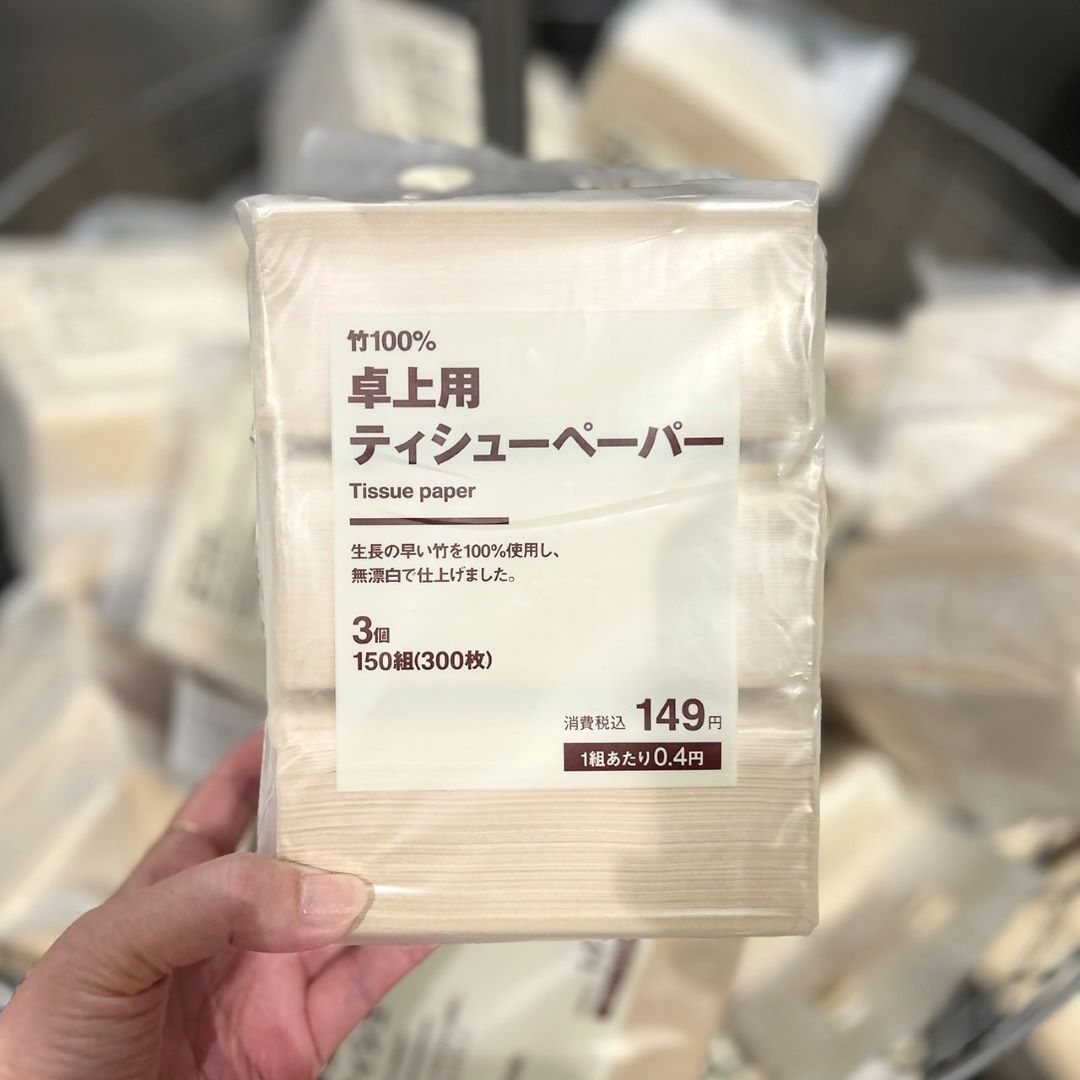 竹100%
卓上用
ティシューペーパー
Tissue paper
生長の早い竹を100%使用し、
無漂白で仕上げました。
3個
150組(300枚)
消費税込 149円
1組あたり0.4円